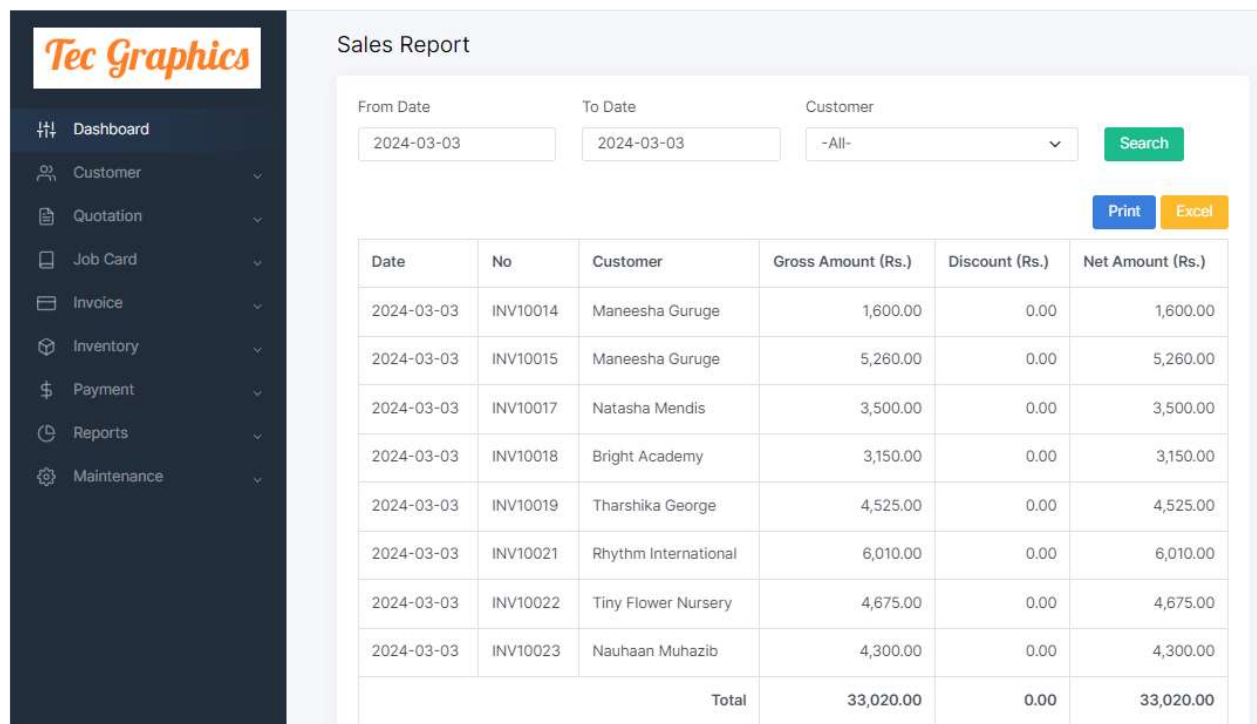 Tec Graphics
Dashboard
Customer
Quotation
Job Card
Invoice
Inventory
Payment
Reports
Maintenance
Sales Report
From Date To Date Customer
2024-03-03 2024-03-03 -All- Search
Print Excel
Date No Customer Gross Amount (Rs.) Discount (Rs.) Net Amount (Rs.)
2024-03-03 INV10014 Maneesha Guruge 1,600.00 0.00 1,600.00
2024-03-03 INV10015 Maneesha Guruge 5,260.00 0.00 5,260.00
2024-03-03 INV10017 Natasha Mendis 3,500.00 0.00 3,500.00
2024-03-03 INV10018 Bright Academy 3,150.00 0.00 3,150.00
2024-03-03 INV10019 Tharshika George 4,525.00 0.00 4,525.00
2024-03-03 INV10021 Rhythm International 6,010.00 0.00 6,010.00
2024-03-03 INV10022 Tiny Flower Nursery 4,675.00 0.00 4,675.00
2024-03-03 INV10023 Nauhaan Muhazib 4,300.00 0.00 4,300.00
Total 33,020.00 0.00 33,020.00